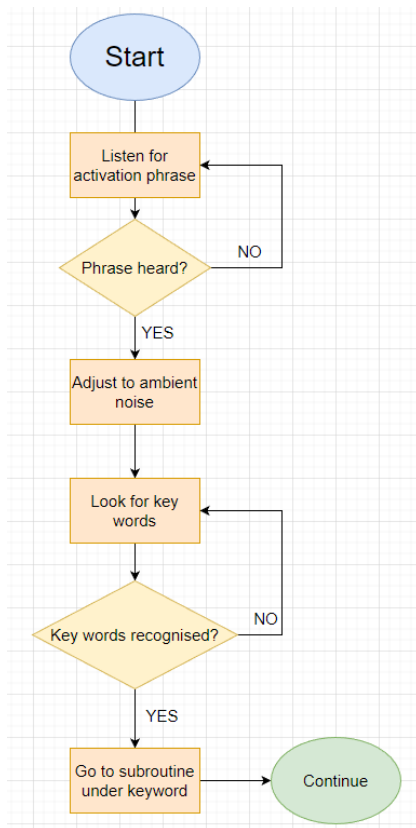 Start
Listen for
activation phrase
Phrase heard?
NO
YES
Adjust to ambient
noise
Look for key
words
NO
Key words recognised?
YES
Go to subroutine
under keyword
Continue